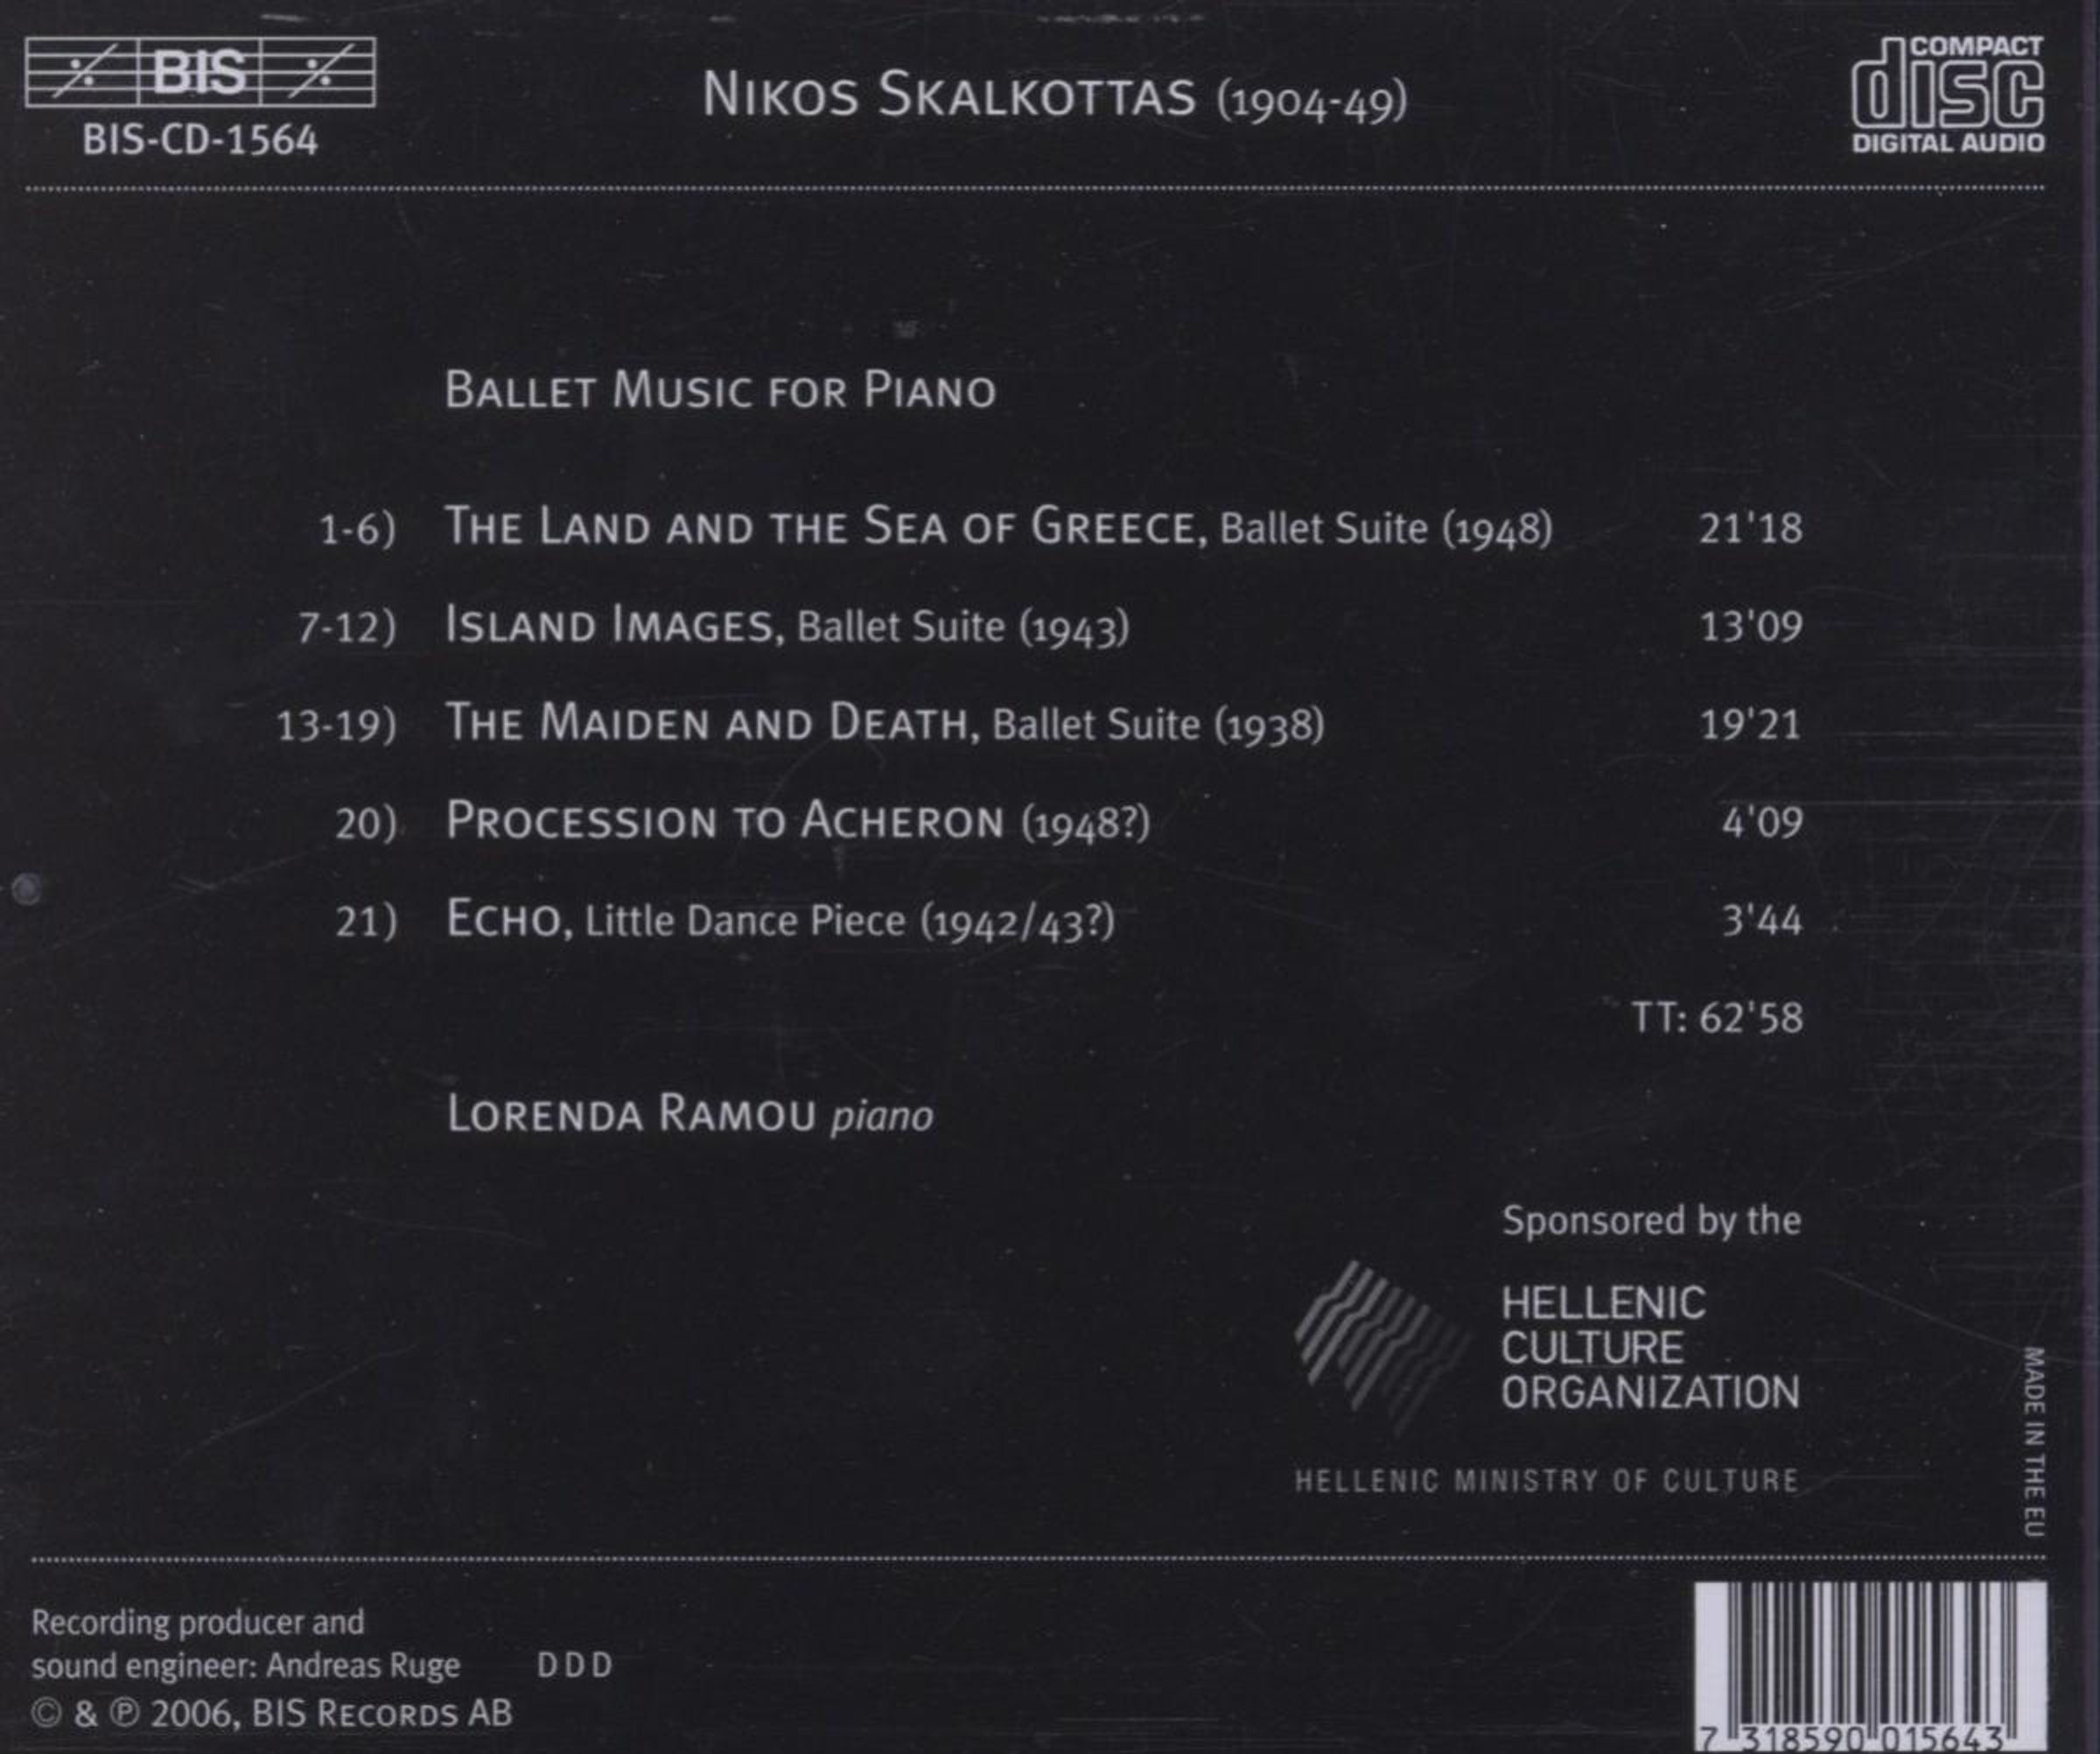 BIS
BIS-CD-1564
NIKOS SKALKOTTAS (1904-49)
COMPACT
disc
DIGITAL AUDIO
BALLET MUSIC FOR PIANO
1-6) THE LAND AND THE SEA OF GREECE, Ballet Suite (1948) 21'18
7-12) ISLAND IMAGES, Ballet Suite (1943) 13'09
13-19) THE MAIDEN AND DEATH, Ballet Suite (1938) 19'21
20) PROCESSION TO ACHERON (1948?) 4'09
21) ECHO, Little Dance Piece (1942/43?) 3'44
TT: 62'58
LORENDA RAMOU piano
Sponsored by the
HELLENIC
CULTURE
ORGANIZATION
HELLENIC MINISTRY OF CULTURE
MADE IN THE EU
Recording producer and
sound engineer: Andreas Ruge DDD
© & ℗ 2006, BIS RECORDS AB
7 318590 015643